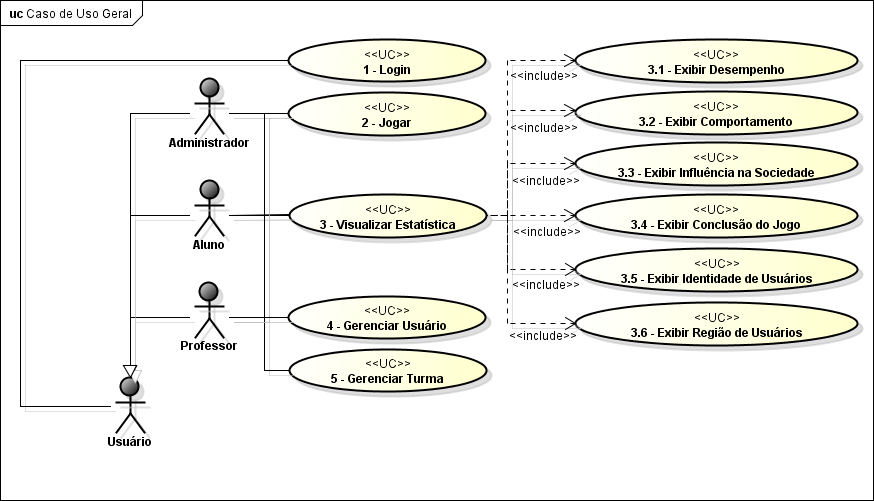 uc Caso de Uso Geral
<<UC>>
1 - Login
<<UC>>
2 - Jogar
<<UC>>
3 - Visualizar Estatística
<<UC>>
4 - Gerenciar Usuário
<<UC>>
5 - Gerenciar Turma
Administrador
Aluno
Professor
Usuário
<<include>>
<<UC>>
3.1 - Exibir Desempenho
<<include>>
<<UC>>
3.2 - Exibir Comportamento
<<include>>
<<UC>>
3.3 - Exibir Influência na Sociedade
<<include>>
<<UC>>
3.4 - Exibir Conclusão do Jogo
<<include>>
<<UC>>
3.5 - Exibir Identidade de Usuários
<<include>>
<<UC>>
3.6 - Exibir Região de Usuários